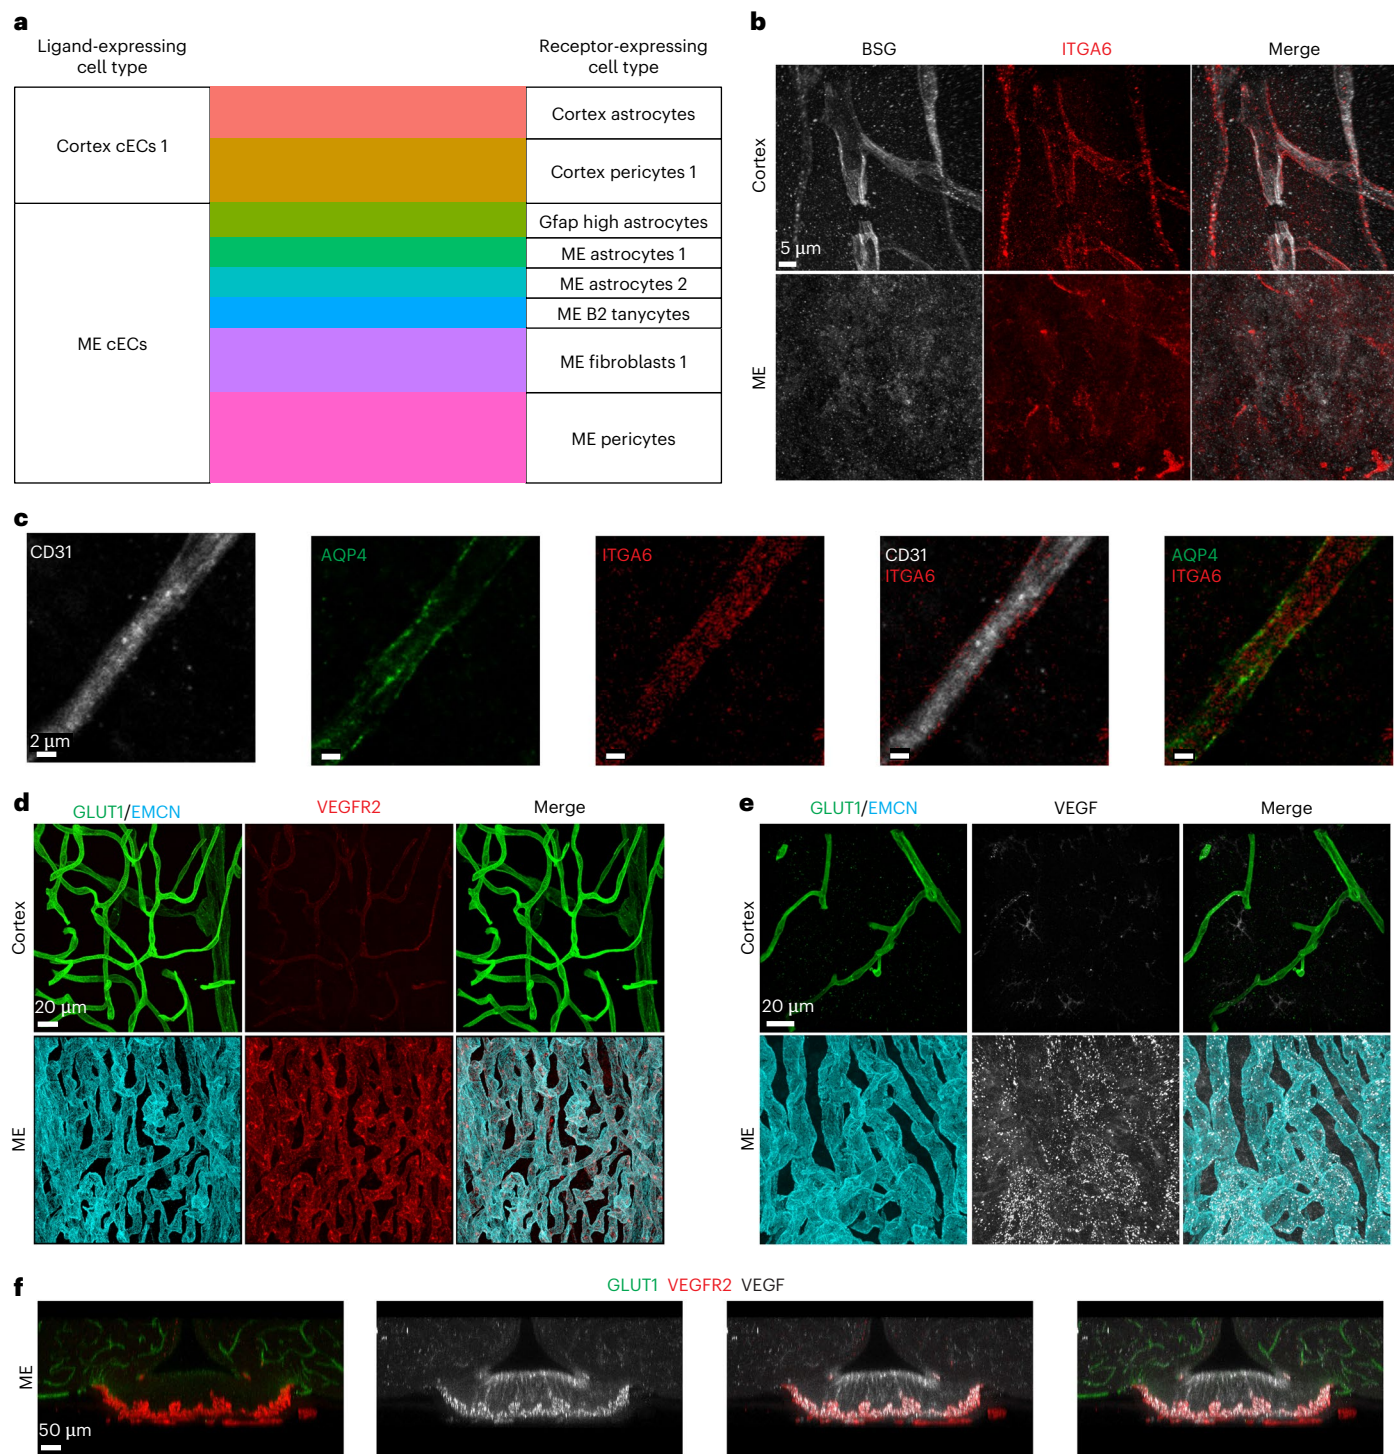 a
Ligand-expressing
cell type
Receptor-expressing
cell type
Cortex cECs 1
Cortex astrocytes
Cortex pericytes 1
ME cECs
Gfap high astrocytes
ME astrocytes 1
ME astrocytes 2
ME B2 tanycytes
ME fibroblasts 1
ME pericytes
b
BSG
ITGA6
Merge
Cortex
5 µm
ME
c
CD31
AQP4
ITGA6
CD31
ITGA6
AQP4
ITGA6
2 µm
d
GLUT1/EMCN
VEGFR2
Merge
Cortex
20 µm
ME
e
GLUT1/EMCN
VEGF
Merge
Cortex
20 µm
ME
f
GLUT1 VEGFR2 VEGF
ME
50 µm